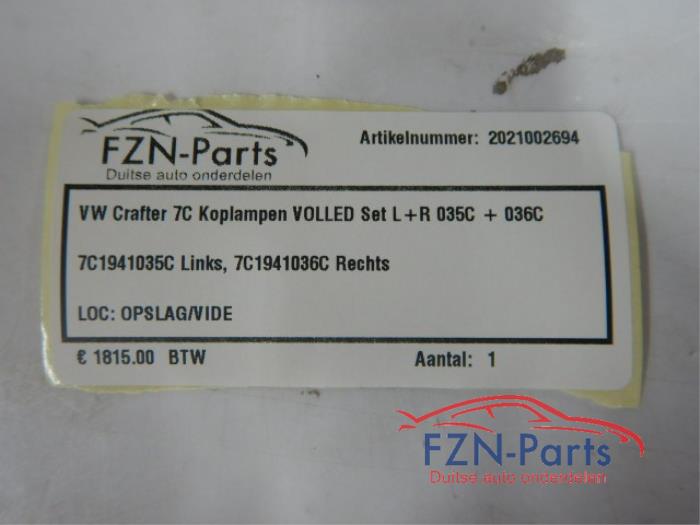 FZN-Parts
Duitse auto onderdelen
Artikelnummer: 2021002694
VW Crafter 7C Koplampen VOLLED Set L+R 035C + 036C
7C1941035C Links, 7C1941036C Rechts
LOC: OPSLAG/VIDE
€ 1815.00 BTW
Aantal: 1
FZN-Parts
Duitse auto onderdelen